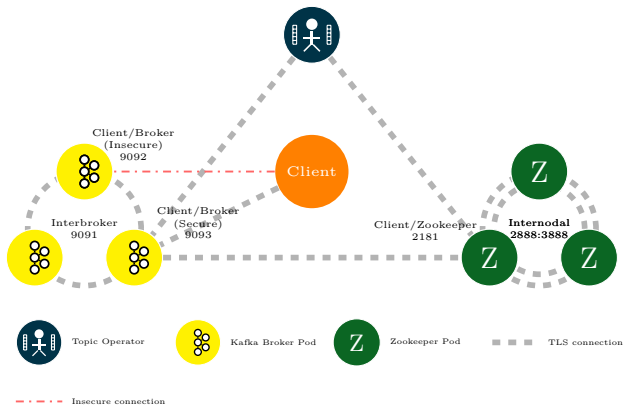 Client/Broker
(Insecure)
9092
Client
Z
Interbroker
9091
Client/Broker
(Secure)
9093
Client/Zookeeper
2181
Internodal
2888:3888
Z
Z
Topic Operator
Kafka Broker Pod
Z
Zookeeper Pod
TLS connection
Insecure connection